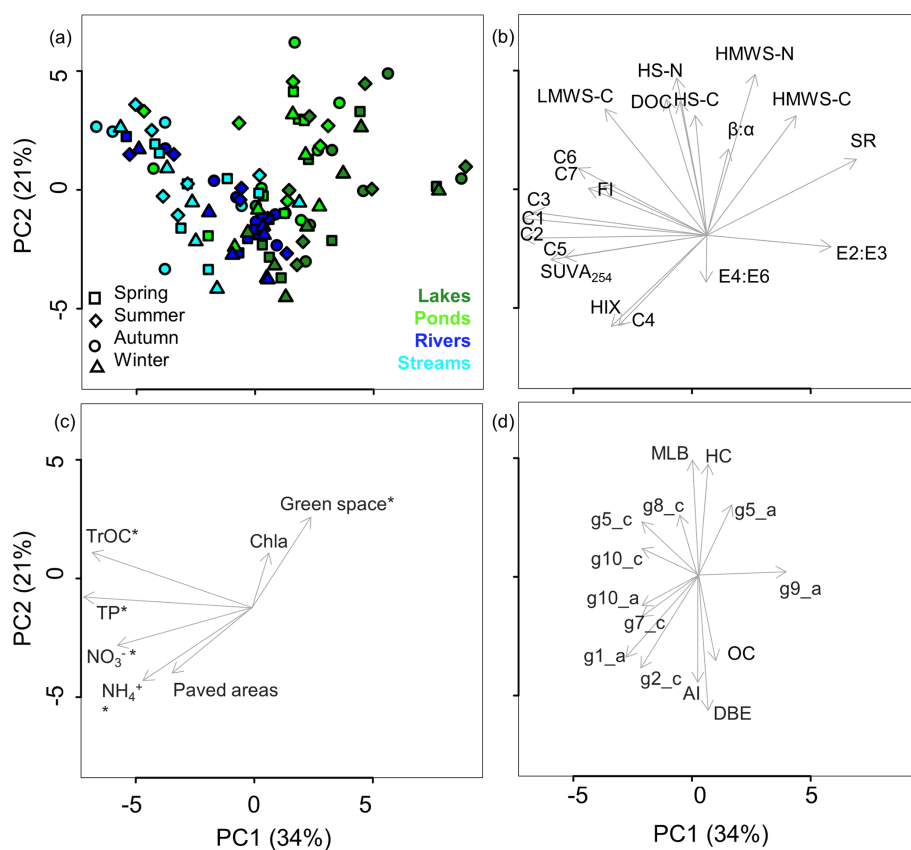 (a)
PC2 (21%)
5
0
-5
Spring
Summer
Autumn
Winter
Lakes
Ponds
Rivers
Streams
(b)
HMWS-N
HS-N
LMWS-C
DOC
HS-C
HMWS-C
β:α
SR
C6
C7
FI
C3
C1
C2
C5
SUVA254
E2:E3
E4:E6
HIX
C4
(c)
PC2 (21%)
5
0
-5
Green space*
Chla
TrOC*
TP*
NO3- *
NH4+
*
Paved areas
-5
0
5
PC1 (34%)
(d)
MLB
HC
g8_c
g5_c
g5_a
g10_c
g9_a
g10_a
g7_c
g1_a
OC
g2_c
AI
DBE
-5
0
5
PC1 (34%)